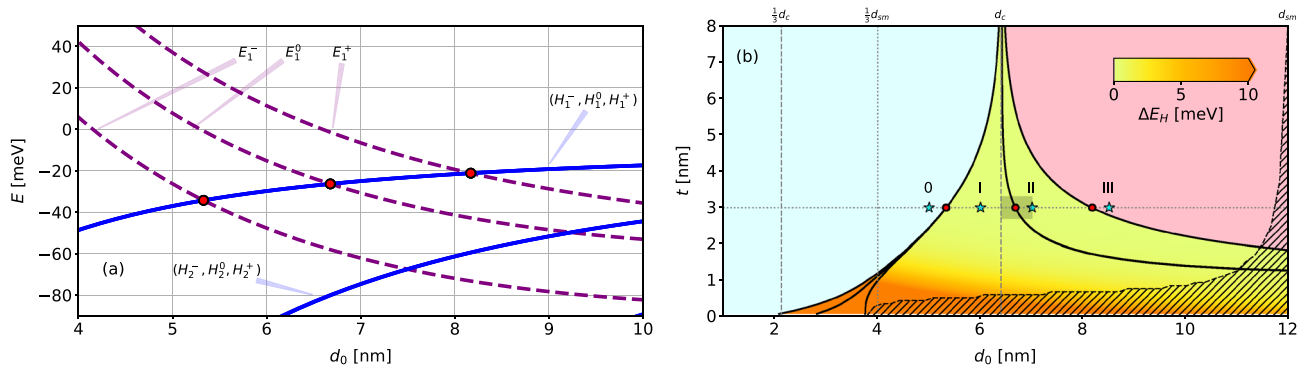 E₁⁻ E₁⁰ E₁⁺
(H₁⁻, H₁⁰, H₁⁺)
(H₂⁻, H₂⁰, H₂⁺)
(a)
40
20
0
−20
−40
−60
−80
E [meV]
4 5 6 7 8 9 10
d₀ [nm]
⅓d_c ⅓d_sm d_c d_sm
(b)
0 5 10
ΔE_H [meV]
0 I II III
8
7
6
5
4
3
2
1
0
t [nm]
2 4 6 8 10 12
d₀ [nm]